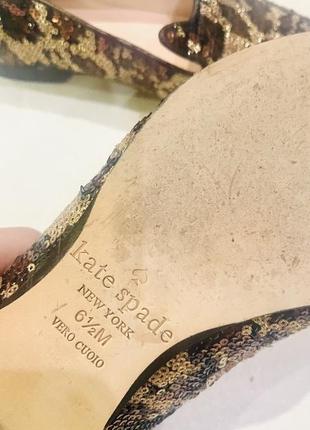 kate spade
NEW YORK
6½M
VERO CUOIO